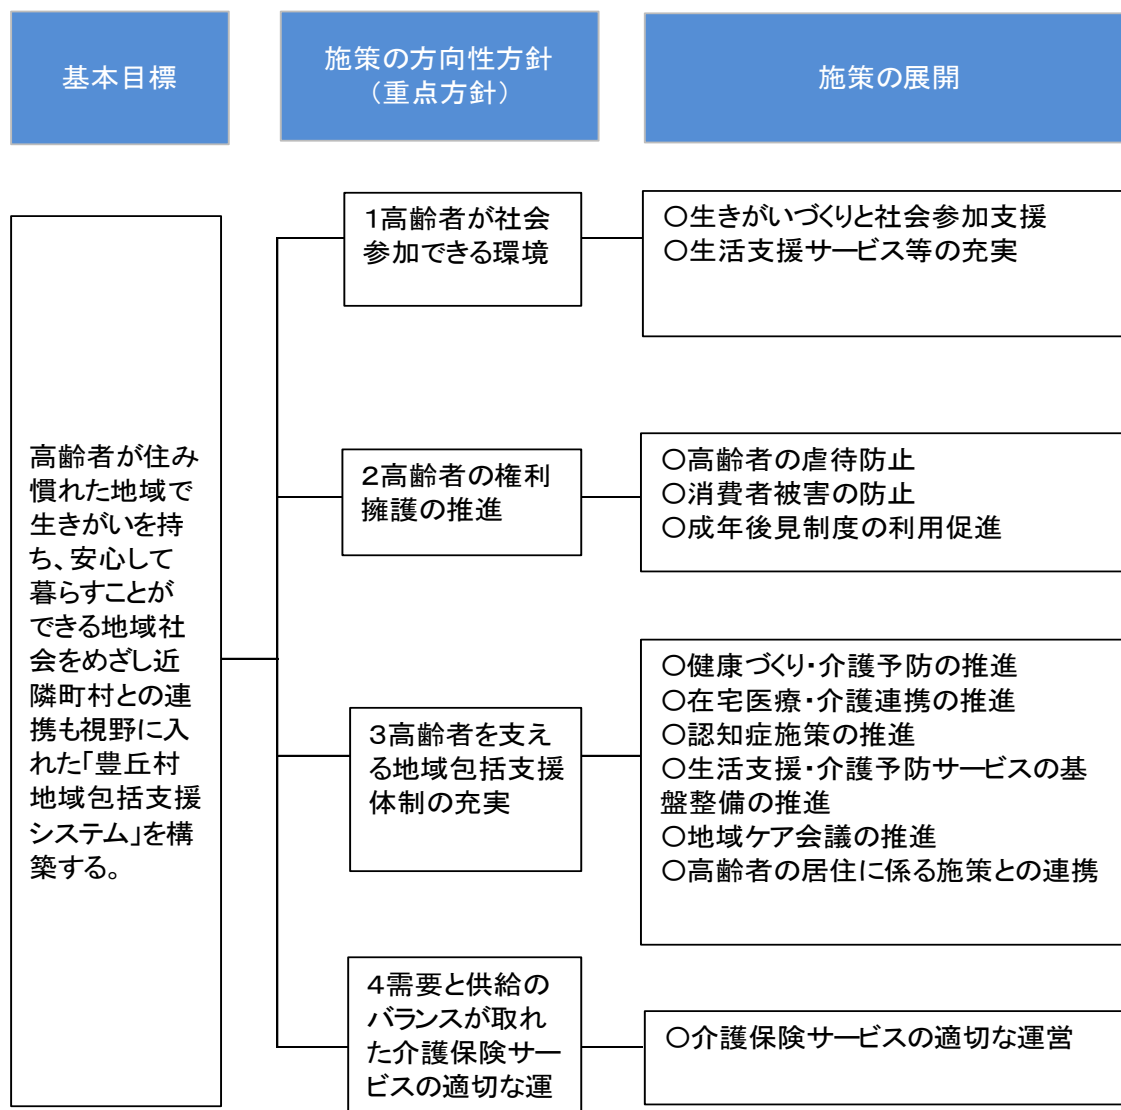 基本目標
施策の方向性方針
（重点方針）
施策の展開
高齢者が住み
慣れた地域で
生きがいを持
ち、安心して
暮らすことが
できる地域社
会をめざし近
隣町村との連
携も視野に入
れた「豊丘村
地域包括支援
システム」を構
築する。
１高齢者が社会
参加できる環境
○生きがいづくりと社会参加支援
○生活支援サービス等の充実
２高齢者の権利
擁護の推進
○高齢者の虐待防止
○消費者被害の防止
○成年後見制度の利用促進
３高齢者を支え
る地域包括支援
体制の充実
○健康づくり・介護予防の推進
○在宅医療・介護連携の推進
○認知症施策の推進
○生活支援・介護予防サービスの基
盤整備の推進
○地域ケア会議の推進
○高齢者の居住に係る施策との連携
４需要と供給の
バランスが取れ
た介護保険サー
ビスの適切な運
○介護保険サービスの適切な運営